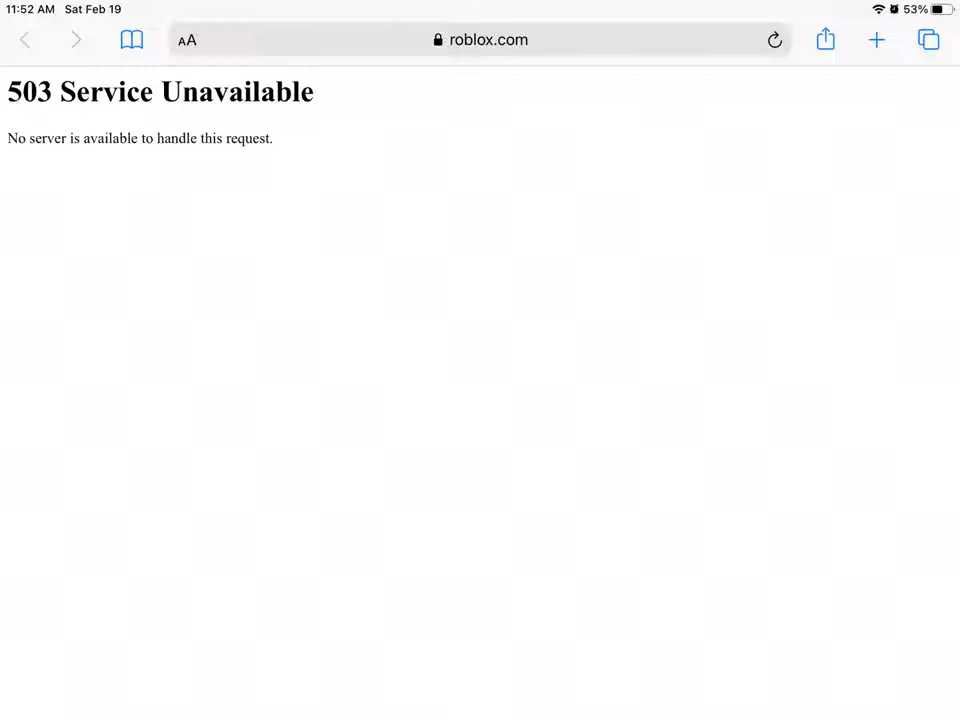 11:52 AM Sat Feb 19 53%
AA roblox.com
503 Service Unavailable
No server is available to handle this request.